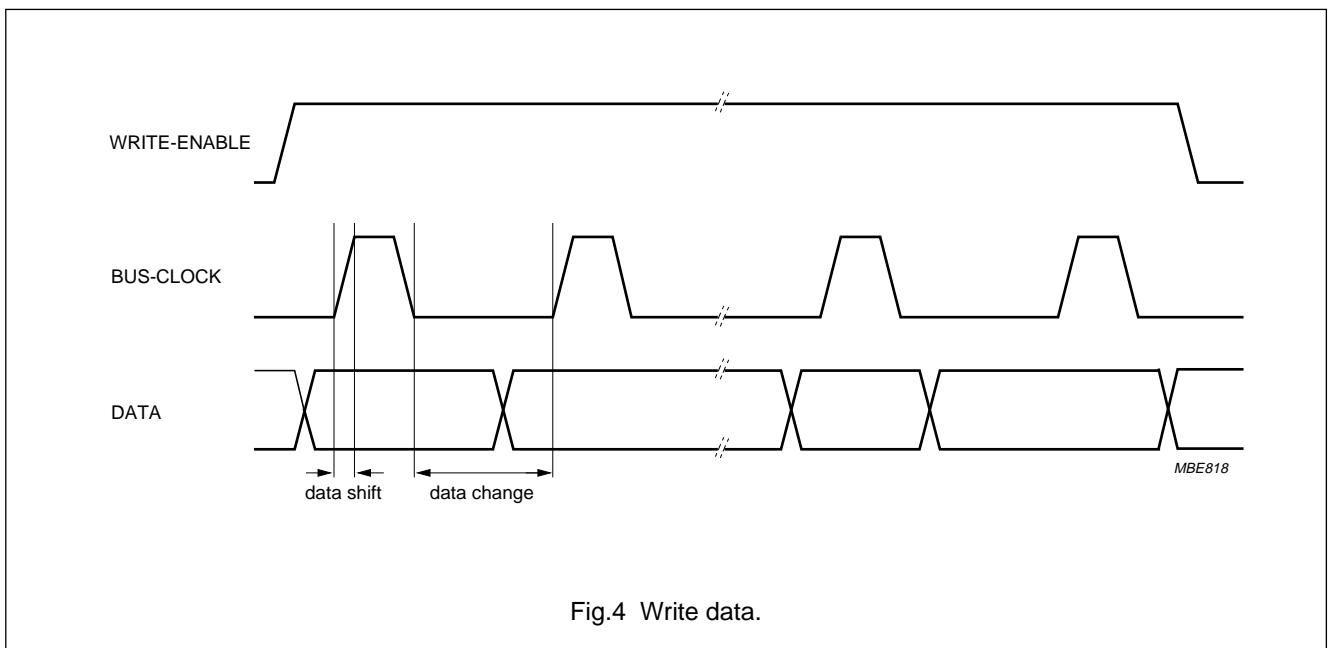 WRITE-ENABLE
BUS-CLOCK
DATA
MBE818
data shift data change
Fig.4 Write data.